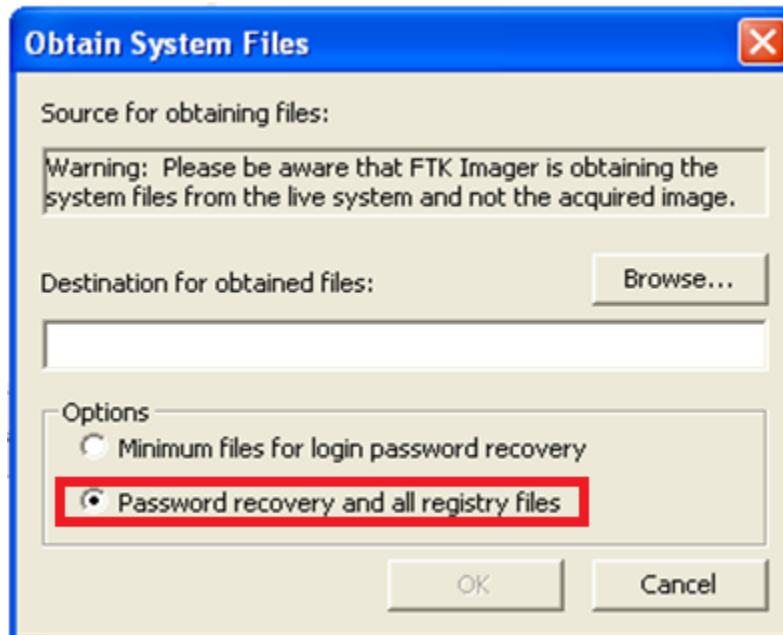 Obtain System Files
Source for obtaining files:
Warning: Please be aware that FTK Imager is obtaining the
system files from the live system and not the acquired image.
Destination for obtained files:
Browse...
Options
Minimum files for login password recovery
Password recovery and all registry files
OK
Cancel